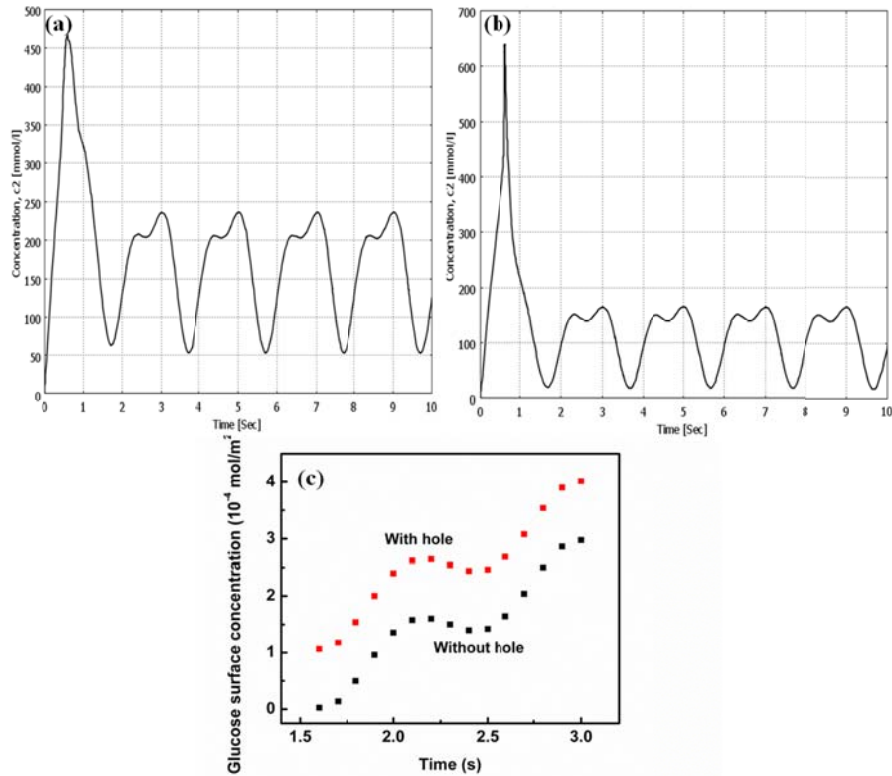 (a)
500
450
400
350
300
250
200
150
100
50
0
Concentration, c2 [mmol/l]
0 1 2 3 4 5 6 7 8 9 10
Time [Sec]
(b)
700
600
500
400
300
200
100
0
Concentration, c2 [mmol/l]
0 1 2 3 4 5 6 7 8 9 10
Time [Sec]
(c)
Glucose surface concentration (10⁻⁴ mol/m²
4
3
2
1
0
With hole
Without hole
1.5 2.0 2.5 3.0
Time (s)